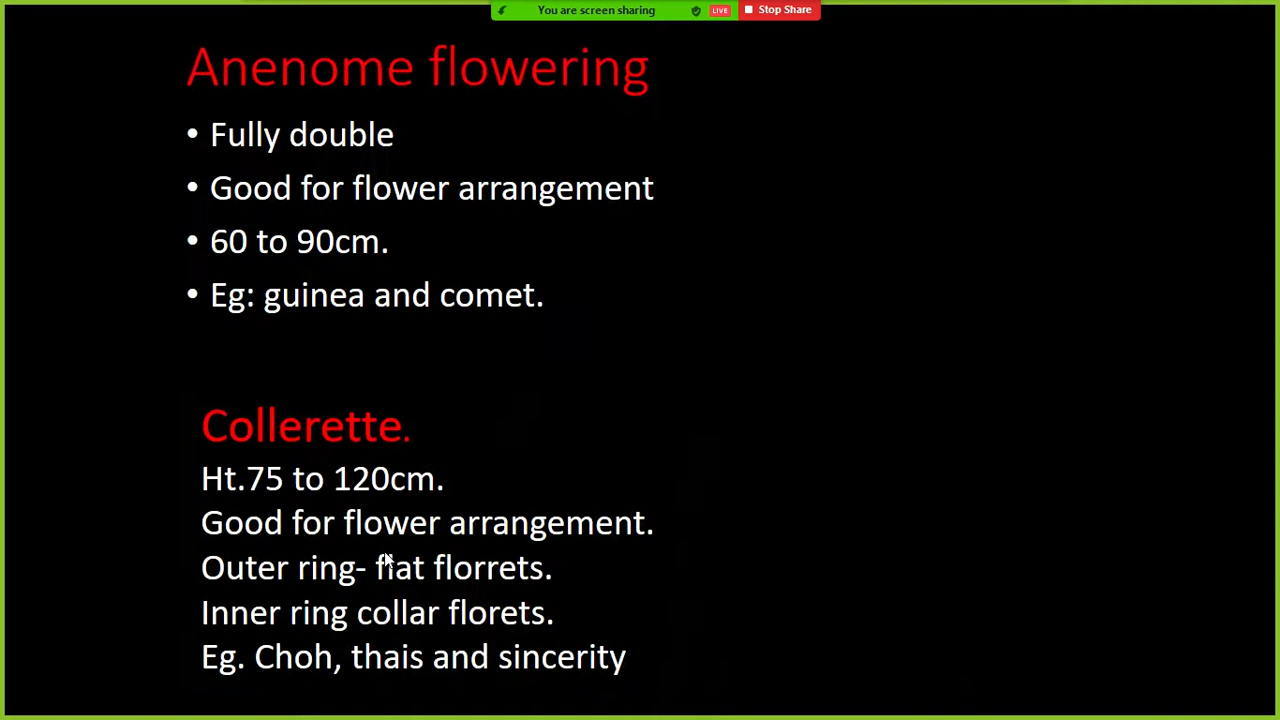 You are screen sharing LIVE Stop Share
Anenome flowering
• Fully double
• Good for flower arrangement
• 60 to 90cm.
• Eg: guinea and comet.
Collerette.
Ht.75 to 120cm.
Good for flower arrangement.
Outer ring- flat florrets.
Inner ring collar florets.
Eg. Choh, thais and sincerity